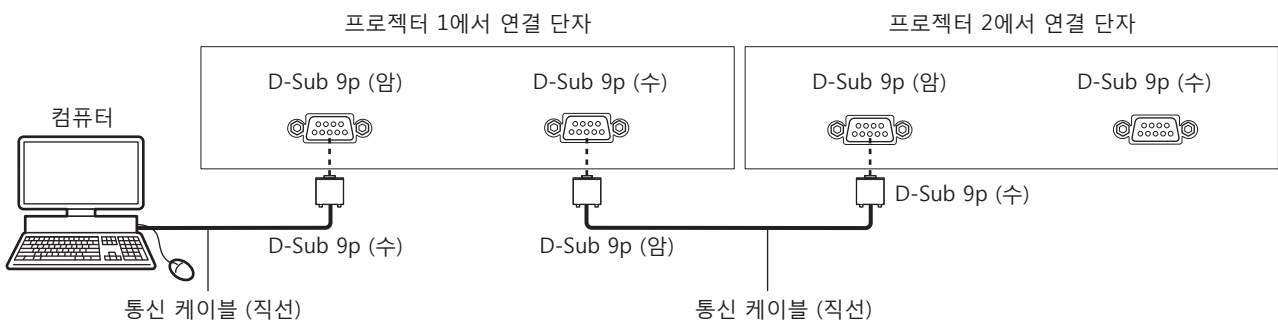 프로젝터 1에서 연결 단자
프로젝터 2에서 연결 단자
D-Sub 9p (암)
D-Sub 9p (수)
D-Sub 9p (암)
D-Sub 9p (수)
컴퓨터
D-Sub 9p (수)
D-Sub 9p (수)
D-Sub 9p (암)
통신 케이블 (직선)
통신 케이블 (직선)